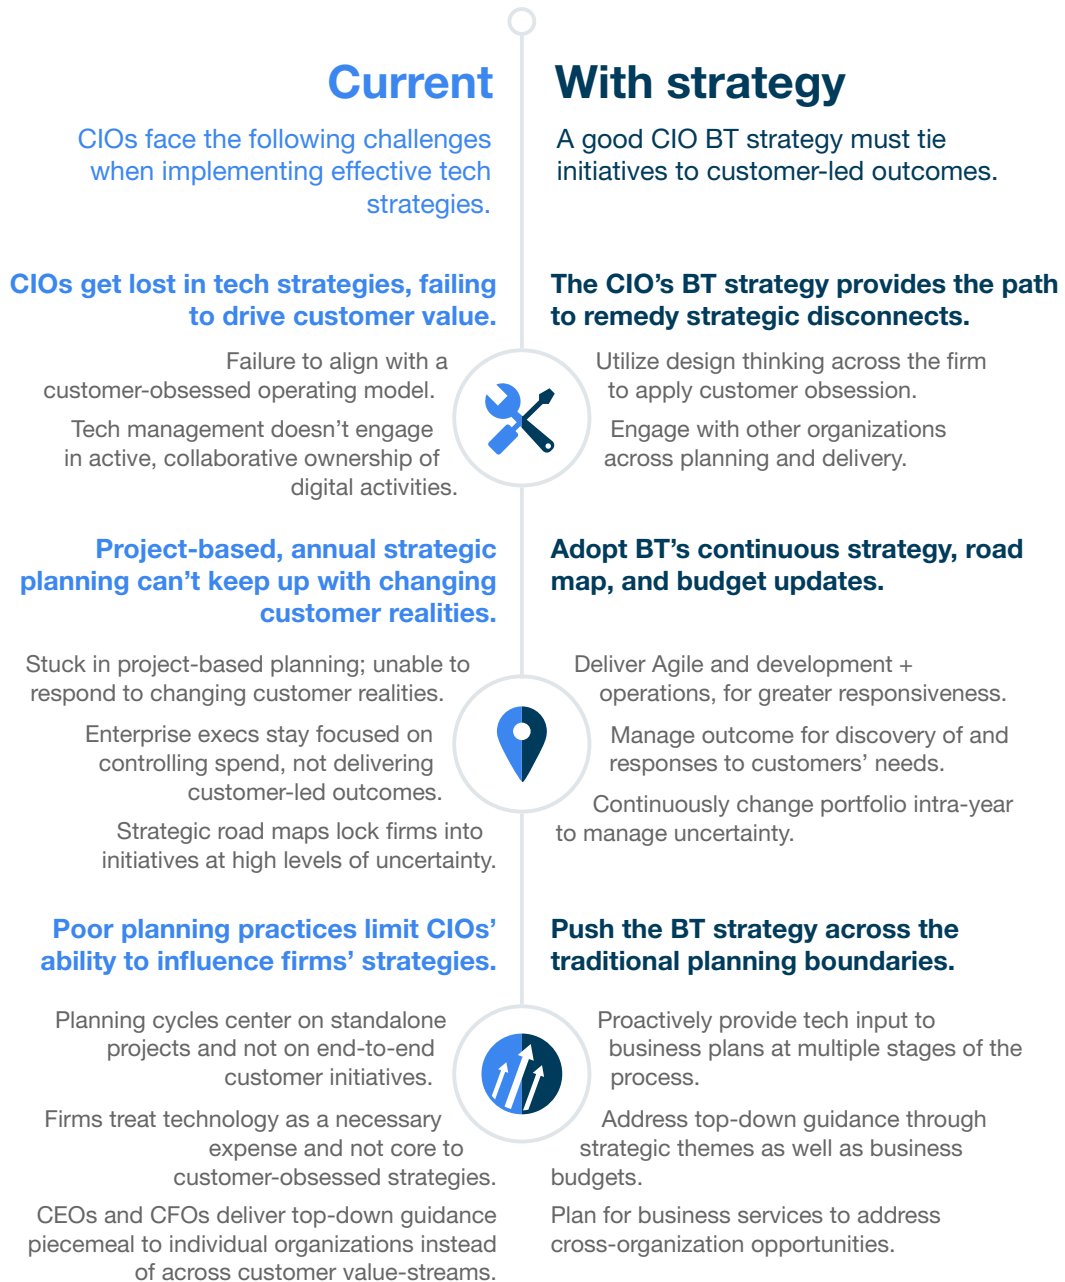 Current
CIOs face the following challenges
when implementing effective tech
strategies.
With strategy
A good CIO BT strategy must tie
initiatives to customer-led outcomes.
CIOs get lost in tech strategies, failing
to drive customer value.
Failure to align with a
customer-obsessed operating model.
Tech management doesn’t engage
in active, collaborative ownership of
digital activities.
The CIO’s BT strategy provides the path
to remedy strategic disconnects.
Utilize design thinking across the firm
to apply customer obsession.
Engage with other organizations
across planning and delivery.
Project-based, annual strategic
planning can’t keep up with changing
customer realities.
Stuck in project-based planning; unable to
respond to changing customer realities.
Enterprise execs stay focused on
controlling spend, not delivering
customer-led outcomes.
Strategic road maps lock firms into
initiatives at high levels of uncertainty.
Adopt BT’s continuous strategy, road
map, and budget updates.
Deliver Agile and development +
operations, for greater responsiveness.
Manage outcome for discovery of and
responses to customers’ needs.
Continuously change portfolio intra-year
to manage uncertainty.
Poor planning practices limit CIOs’
ability to influence firms’ strategies.
Planning cycles center on standalone
projects and not on end-to-end
customer initiatives.
Firms treat technology as a necessary
expense and not core to
customer-obsessed strategies.
CEOs and CFOs deliver top-down guidance
piecemeal to individual organizations instead
of across customer value-streams.
Push the BT strategy across the
traditional planning boundaries.
Proactively provide tech input to
business plans at multiple stages of the
process.
Address top-down guidance through
strategic themes as well as business
budgets.
Plan for business services to address
cross-organization opportunities.